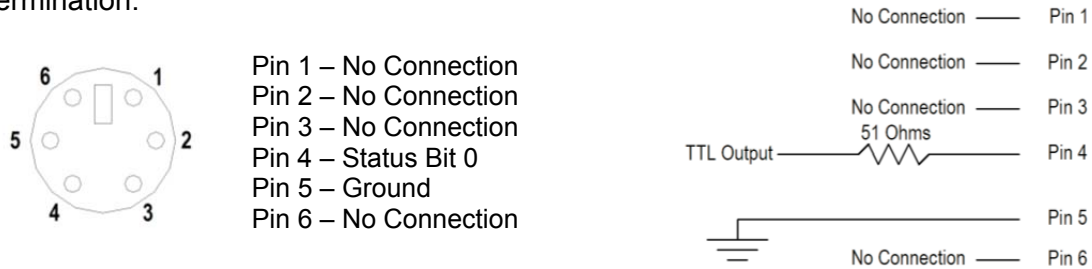 6 1
5 2
4 3
Pin 1 – No Connection
Pin 2 – No Connection
Pin 3 – No Connection
Pin 4 – Status Bit 0
Pin 5 – Ground
Pin 6 – No Connection
No Connection Pin 1
No Connection Pin 2
No Connection Pin 3
51 Ohms
TTL Output Pin 4
Pin 5
No Connection Pin 6